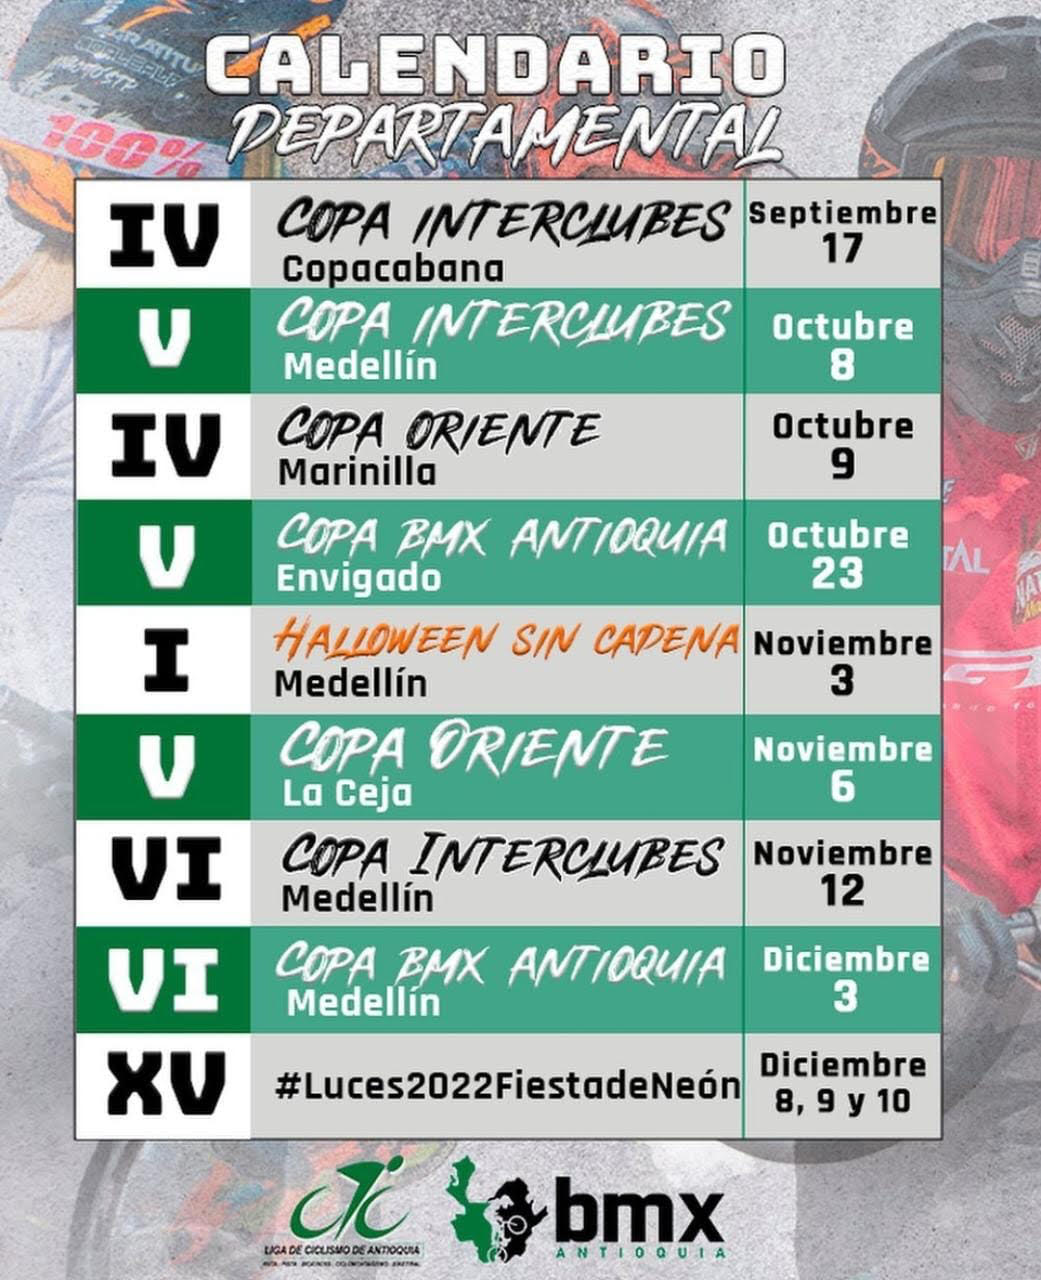 CALENDARIO
DEPARTAMENTAL
100%
IV
COPA INTERCLUBES
Copacabana
Septiembre
17
V
COPA INTERCLUBES
Medellín
Octubre
8
IV
COPA ORIENTE
Marinilla
Octubre
9
V
COPA BMX ANTIOQUIA
Envigado
Octubre
23
I
HALLOWEEN SIN CADENA
Medellín
Noviembre
3
V
COPA ORIENTE
La Ceja
Noviembre
6
VI
COPA INTERCLUBES
Medellín
Noviembre
12
VI
COPA BMX ANTIOQUIA
Medellín
Diciembre
3
XV
#Luces2022FiestadeNeón
Diciembre
8, 9 y 10
LIGA DE CICLISMO DE ANTIOQUIA
bmx
ANTIOQUIA